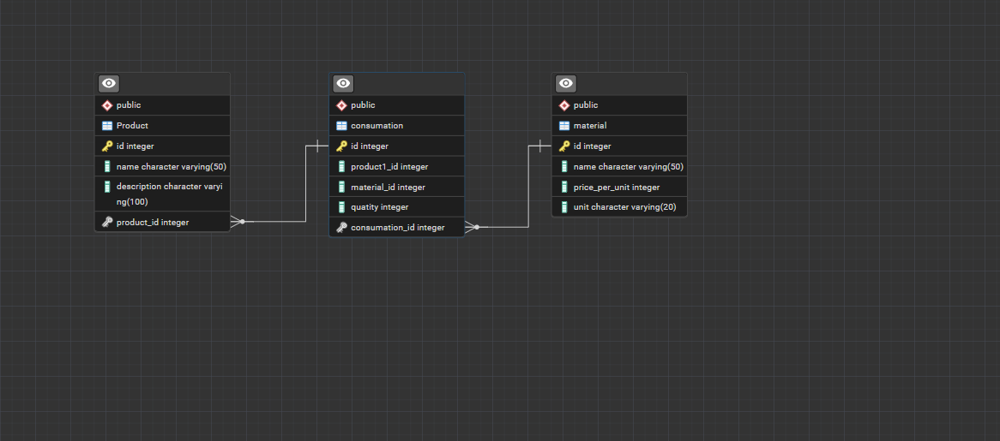 public
Product
id integer
name character varying(50)
description character varyi
ng(100)
product_id integer
public
consumation
id integer
product1_id integer
material_id integer
quatity integer
consumation_id integer
public
material
id integer
name character varying(50)
price_per_unit integer
unit character varying(20)